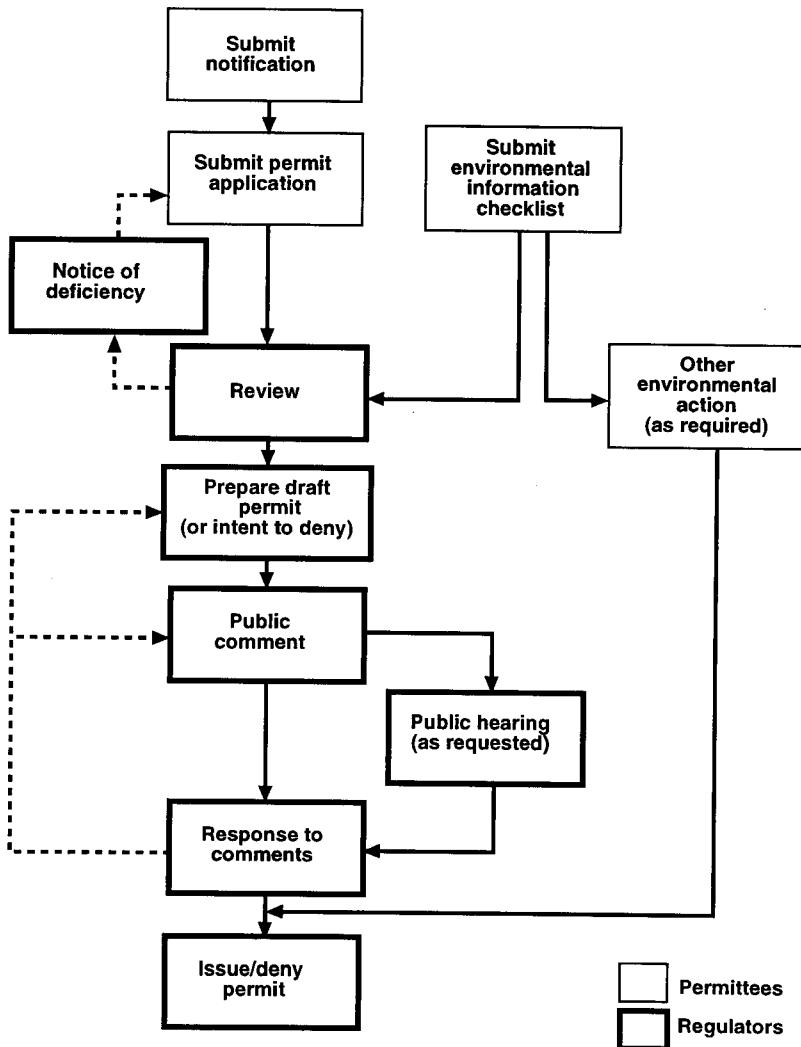 Submit
notification
Submit permit
application
Submit
environmental
information
checklist
Notice of
deficiency
Review
Other
environmental
action
(as required)
Prepare draft
permit
(or intent to deny)
Public
comment
Public hearing
(as requested)
Response to
comments
Issue/deny
permit
Permittees
Regulators